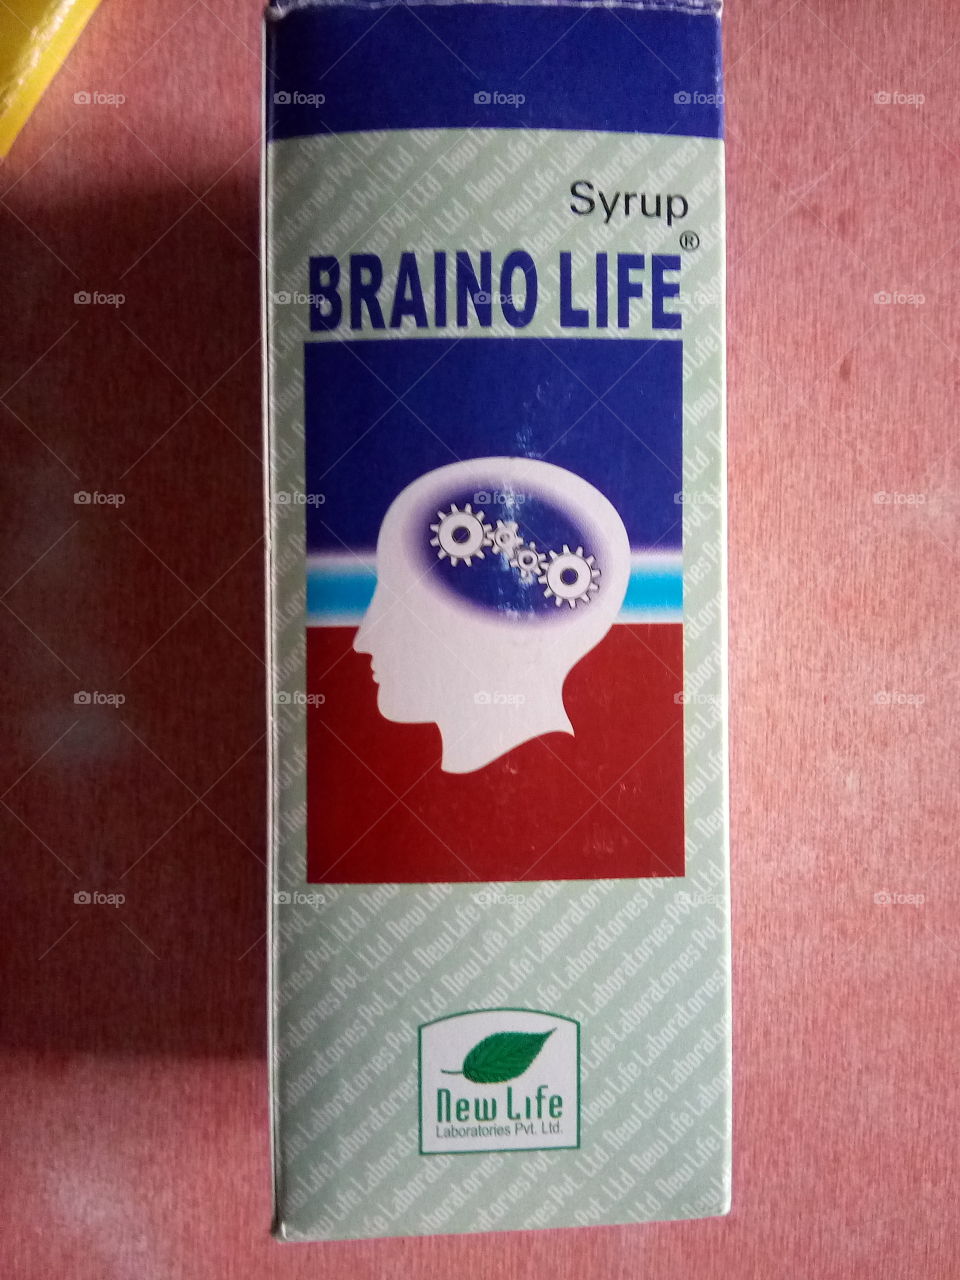 Syrup
BRAINO LIFE®
New Life
Laboratories Pvt. Ltd.